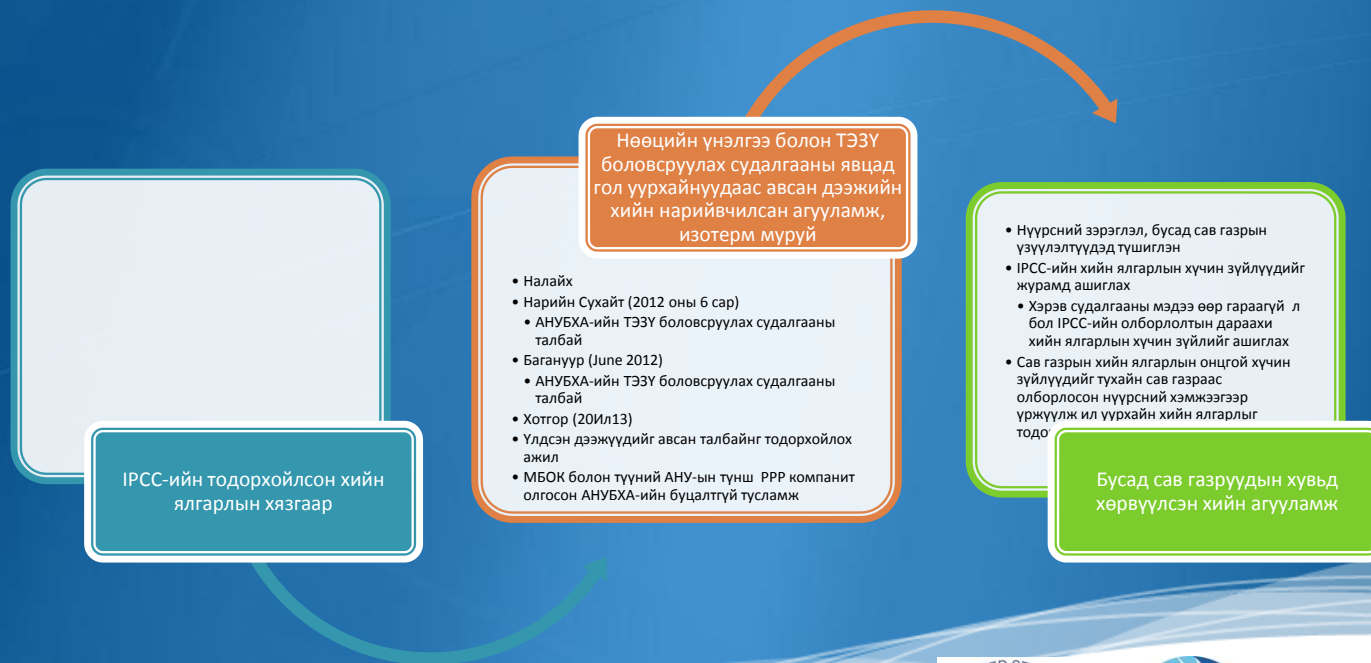 IPCC-ийн тодорхойлсон хийн
ялгарлын хязгаар
Нөөцийн үнэлгээ болон ТЭЗҮ
боловсруулах судалгааны явцад
гол уурхайнуудаас авсан дээжийн
хийн нарийвчилсан агууламж,
изотерм муруй
• Налайх
• Нарийн Сухайт (2012 оны 6 сар)
• АНУБХА-ийн ТЭЗҮ боловсруулах судалгааны
талбай
• Багануур (June 2012)
• АНУБХА-ийн ТЭЗҮ боловсруулах судалгааны
талбай
• Хотгор (20Ил13)
• Үлдсэн дээжүүдийг авсан талбайнг тодорхойлох
ажил
• МБОК болон түүний АНУ-ын түнш РРР компанит
олгосон АНУБХА-ийн буцалтгүй тусламж
• Нүүрсний зэрэглэл, бусад сав газрын
үзүүлэлтүүдэд түшиглэн
• IPCC-ийн хийн ялгарлын хүчин зүйлүүдийг
журамд ашиглах
• Хэрэв судалгааны мэдээ өөр гараагүй л
бол IPCC-ийн олборлолтын дараахи
хийн ялгарлын хүчин зүйлийг ашиглах
• Сав газрын хийн ялгарлын онцгой хүчин
зүйлүүдийг тухайн сав газраас
олборлосон нүүрсний хэмжээгээр
үржүүлж ил уурхайн хийн ялгарлыг
Бусад сав газруудын хувьд
хөрвүүлсэн хийн агууламж